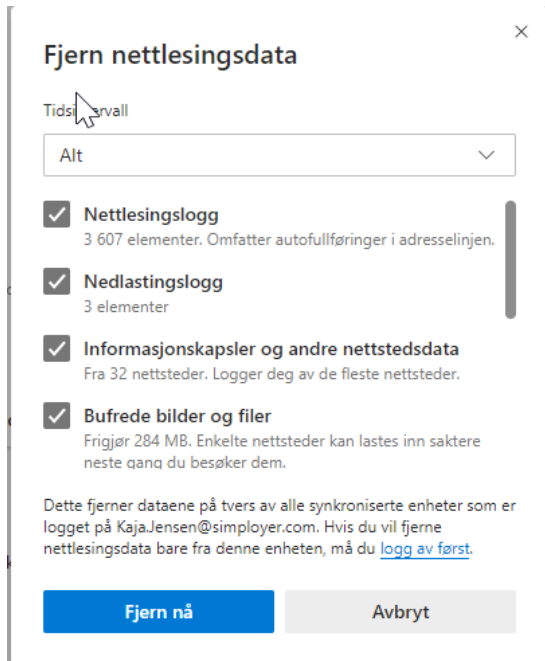 Fjern nettlesingsdata
Alt
Nettlesingslogg
3 607 elementer. Omfatter autofullføringer i adresselinjen.
Nedlastingslogg
3 elementer
Informasjonskapsler og andre nettstedsdata
Fra 32 nettsteder. Logger deg av de fleste nettsteder.
Bufrede bilder og filer
Frigjør 284 MB. Enkelte nettsteder kan lastes inn saktere
neste gang du besøker dem.
Dette fjerner dataene på tvers av alle synkroniserte enheter som er
logget på Kaja.Jensen@simployer.com. Hvis du vil fjerne
nettlesingsdata bare fra denne enheten, må du logg av først.
Fjern nå
Avbryt